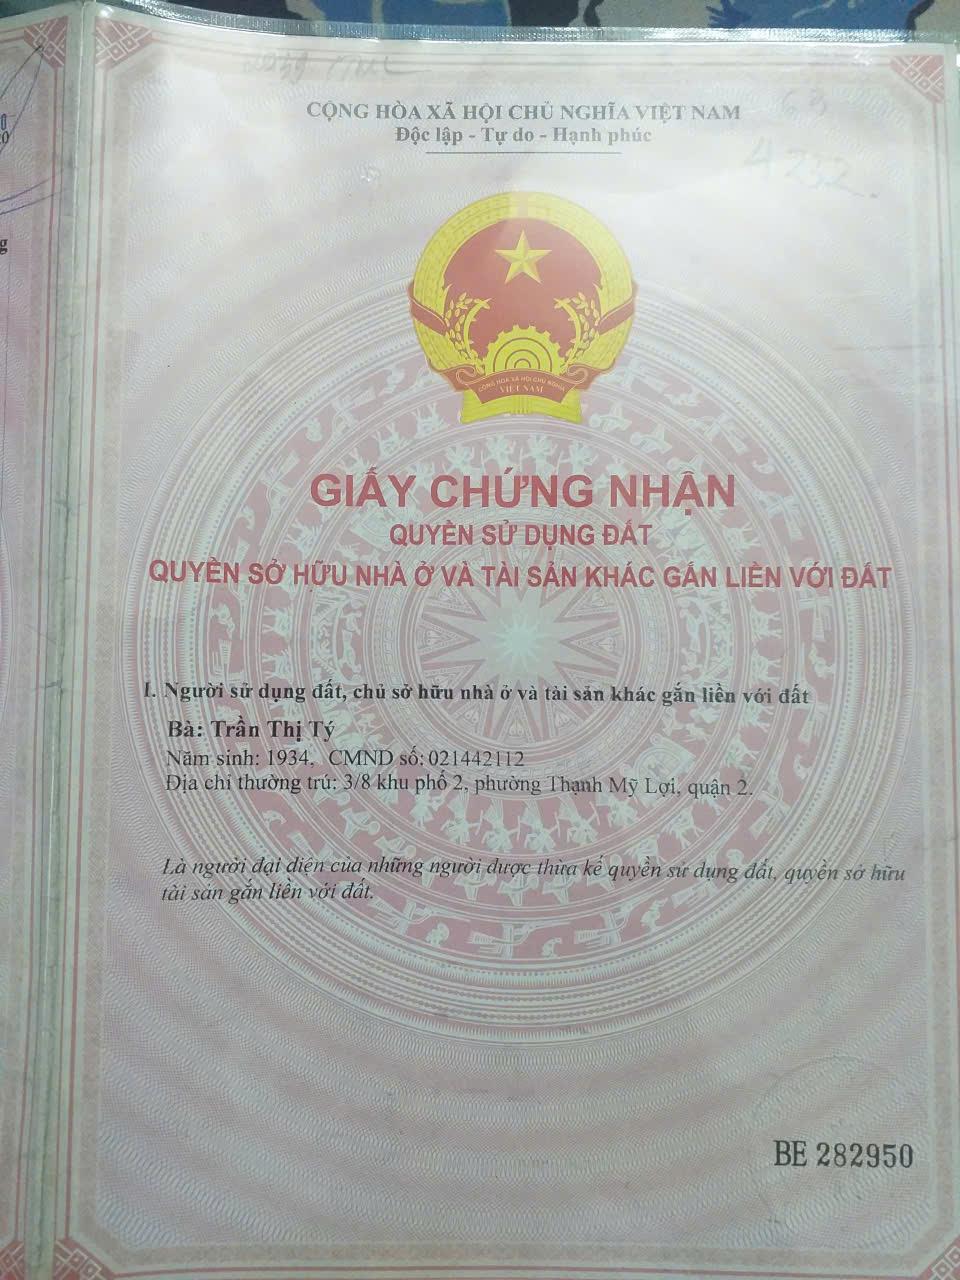 CỘNG HÒA XÃ HỘI CHỦ NGHĨA VIỆT NAM
Độc lập - Tự do - Hạnh phúc
63
4232
CỘNG HÒA XÃ HỘI CHỦ NGHĨA
VIỆT NAM
GIẤY CHỨNG NHẬN
QUYỀN SỬ DỤNG ĐẤT
QUYỀN SỞ HỮU NHÀ Ở VÀ TÀI SẢN KHÁC GẮN LIỀN VỚI ĐẤT
I. Người sử dụng đất, chủ sở hữu nhà ở và tài sản khác gắn liền với đất
Bà: Trần Thị Tý
Năm sinh: 1934, CMND số: 021442112
Địa chỉ thường trú: 3/8 khu phố 2, phường Thạnh Mỹ Lợi, quận 2.
Là người đại diện của những người được thừa kế quyền sử dụng đất, quyền sở hữu
tài sản gắn liền với đất.
BE 282950